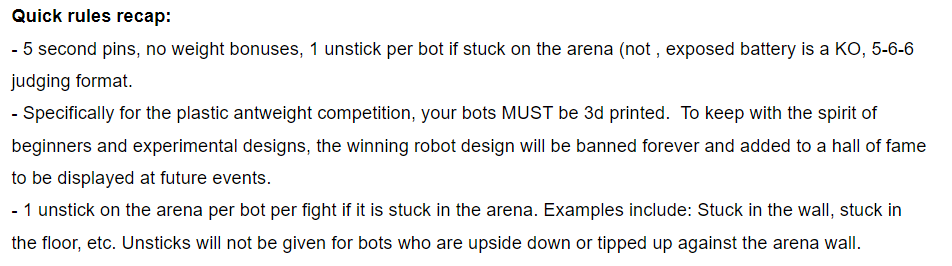 Quick rules recap:
- 5 second pins, no weight bonuses, 1 unstick per bot if stuck on the arena (not , exposed battery is a KO, 5-6-6
judging format.
- Specifically for the plastic antweight competition, your bots MUST be 3d printed.  To keep with the spirit of
beginners and experimental designs, the winning robot design will be banned forever and added to a hall of fame
to be displayed at future events.
- 1 unstick on the arena per bot per fight if it is stuck in the arena. Examples include: Stuck in the wall, stuck in
the floor, etc. Unsticks will not be given for bots who are upside down or tipped up against the arena wall.